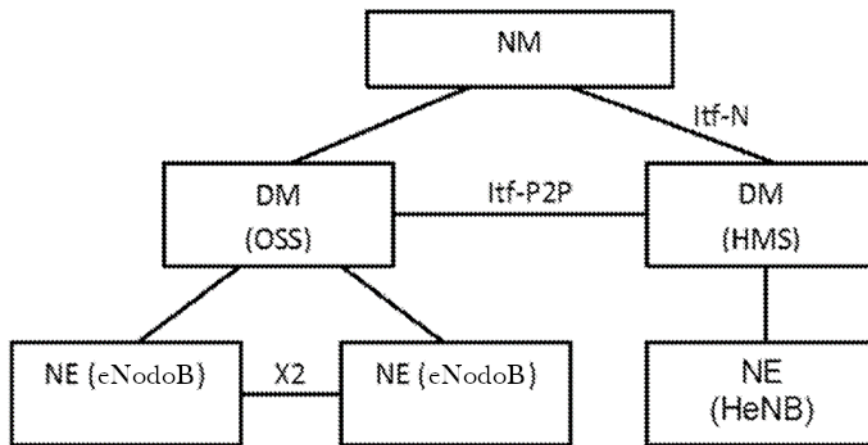 NM
Itf-N
DM
(OSS)
Itf-P2P
DM
(HMS)
NE (eNodoB)
X2
NE (eNodoB)
NE
(HeNB)